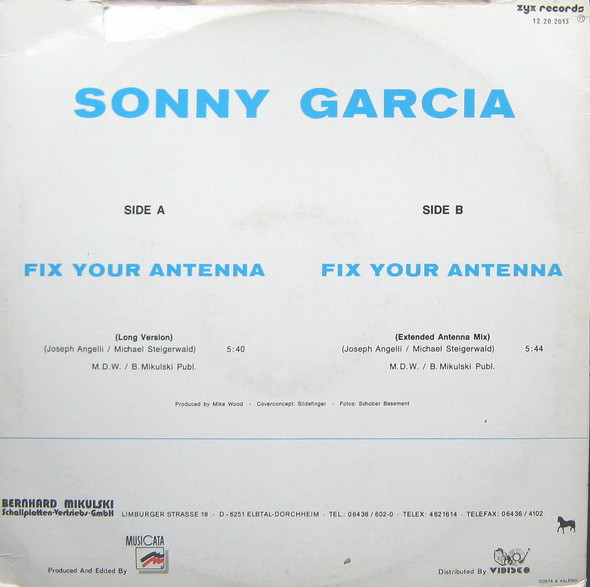 zyx records
12.20.2013
SONNY GARCIA
SIDE A
FIX YOUR ANTENNA
(Long Version)
(Joseph Angelli / Michael Steigerwald) 5:40
M.D.W. / B. Mikulski Publ.
SIDE B
FIX YOUR ANTENNA
(Extended Antenna Mix)
(Joseph Angelli / Michael Steigerwald) 5:44
M.D.W. / B. Mikulski Publ.
Produced by Mike Wood - Coverconcept: Slidefinger - Fotos: Schober Basement
BERNHARD MIKULSKI
Schallplatten-Vertriebs-GmbH
LIMBURGER STRASSE 18 · D-6251 ELBTAL-DORCHHEIM · TEL.: 06436 / 602-0 · TELEX: 4821614 · TELEFAX: 06436 / 4102
MUSICATA
Produced And Edited By
Distributed By VIDISCO
COSTA & VALERIO